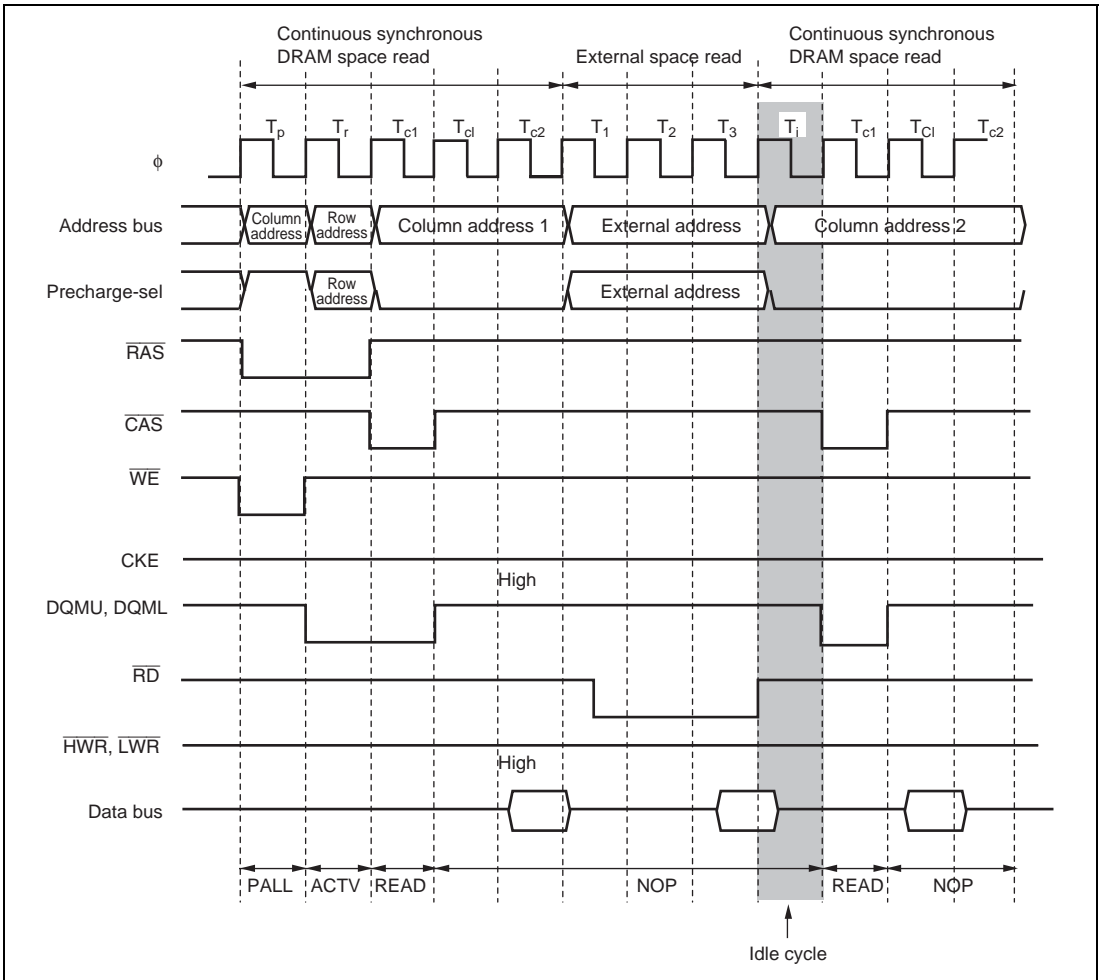 Continuous synchronous
DRAM space read
External space read
Continuous synchronous
DRAM space read
Tp Tr Tc1 Tcl Tc2 T1 T2 T3 Ti Tc1 TCl Tc2
ϕ
Address bus
Column
address
Row
address
Column address 1
External address
Column address 2
Precharge-sel
Row
address
External address
RAS
CAS
WE
CKE
High
DQMU, DQML
RD
HWR, LWR
High
Data bus
PALL ACTV READ NOP READ NOP
Idle cycle